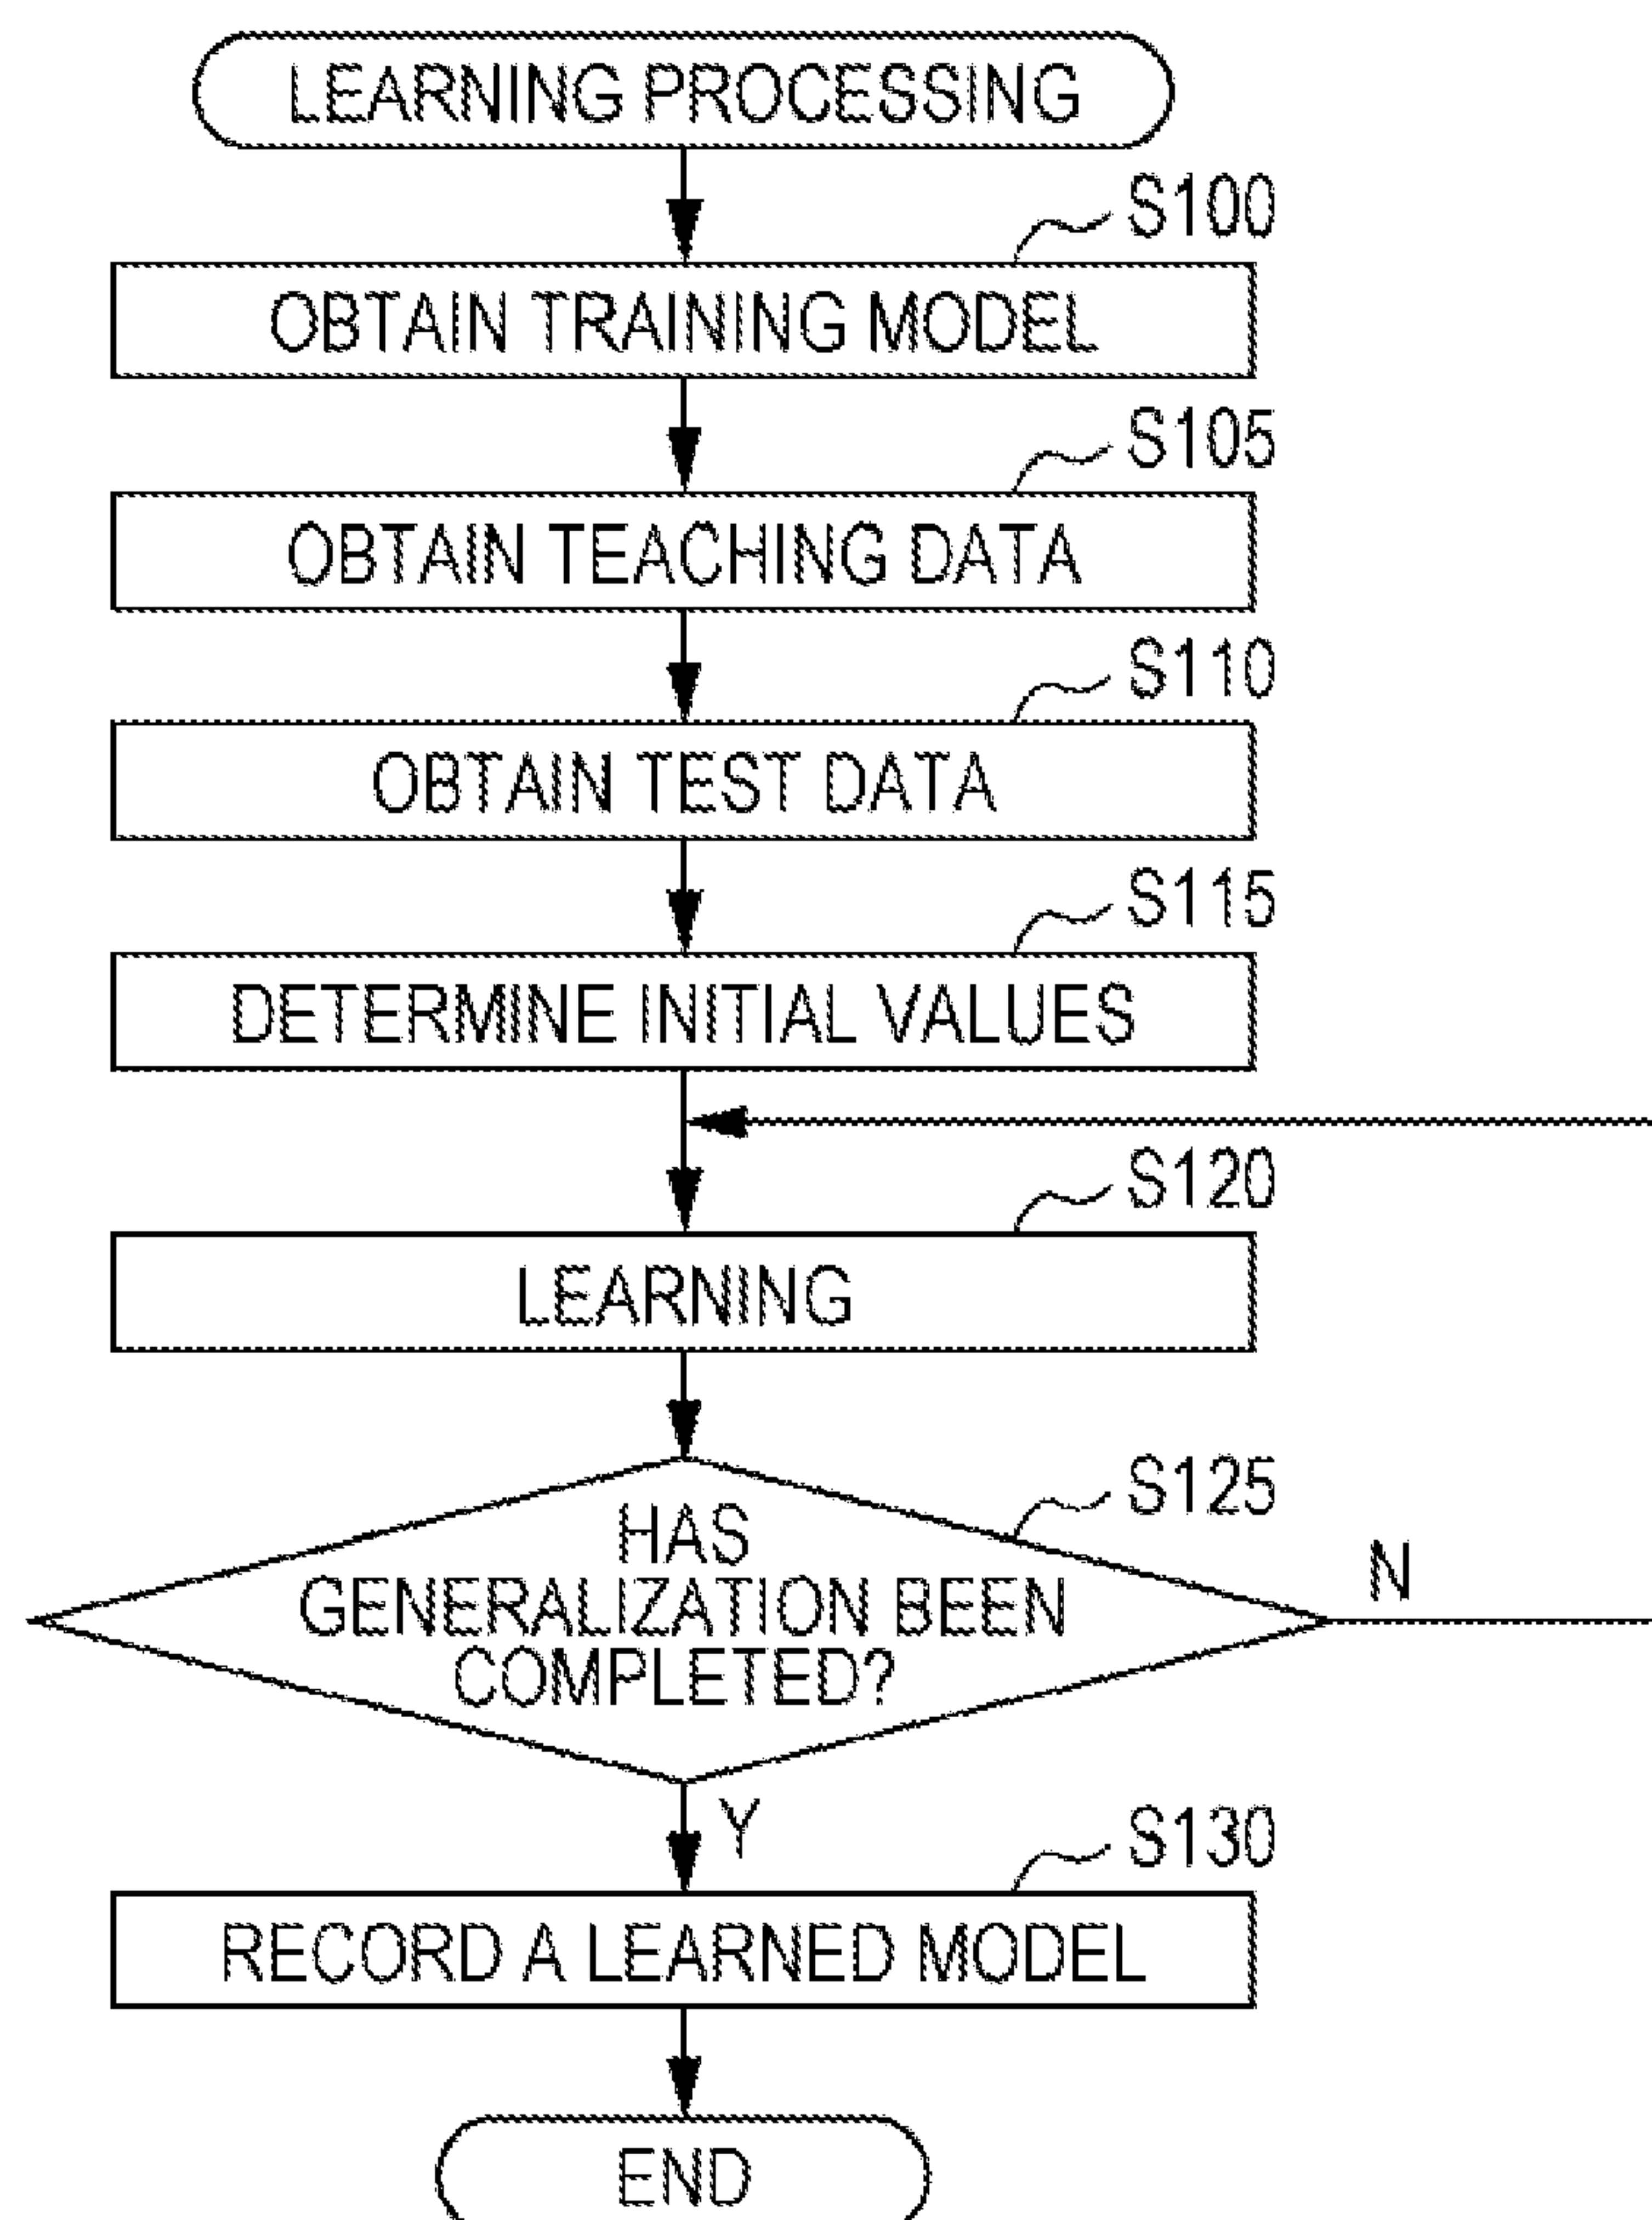 LEARNING PROCESSING
S100
OBTAIN TRAINING MODEL
S105
OBTAIN TEACHING DATA
S110
OBTAIN TEST DATA
S115
DETERMINE INITIAL VALUES
S120
LEARNING
S125
HAS
GENERALIZATION BEEN
COMPLETED?
N
Y
S130
RECORD A LEARNED MODEL
END